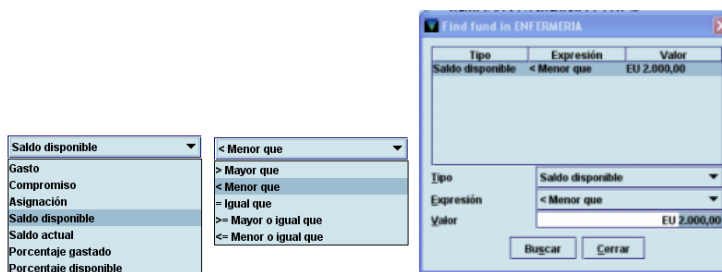 Find fund in ENFERMERIA
Tipo Expresión Valor
Saldo disponible < Menor que EU 2.000,00
Saldo disponible
Gasto
Compromiso
Asignación
Saldo disponible
Saldo actual
Porcentaje gastado
Porcentaje disponible
< Menor que
> Mayor que
< Menor que
= Igual que
>= Mayor o igual que
<= Menor o igual que
Tipo Saldo disponible
Expresión < Menor que
Valor EU 2.000,00
Buscar Cerrar